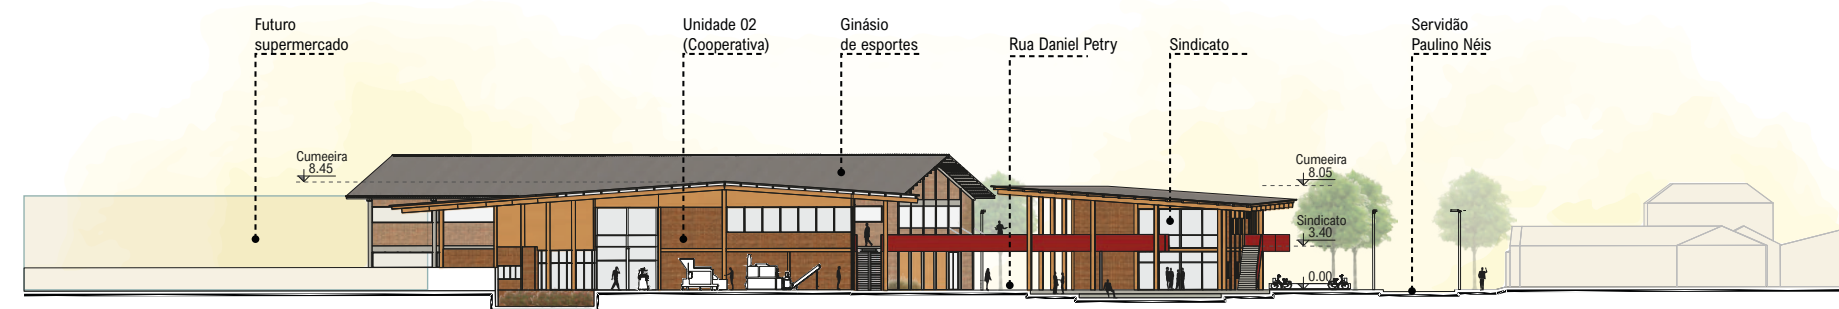 Futuro
supermercado
Unidade 02
(Cooperativa)
Ginásio
de esportes
Rua Daniel Petry
Sindicato
Servidão
Paulino Néis
Cumeeira
8.45
Cumeeira
8.05
Sindicato
3.40
0.00